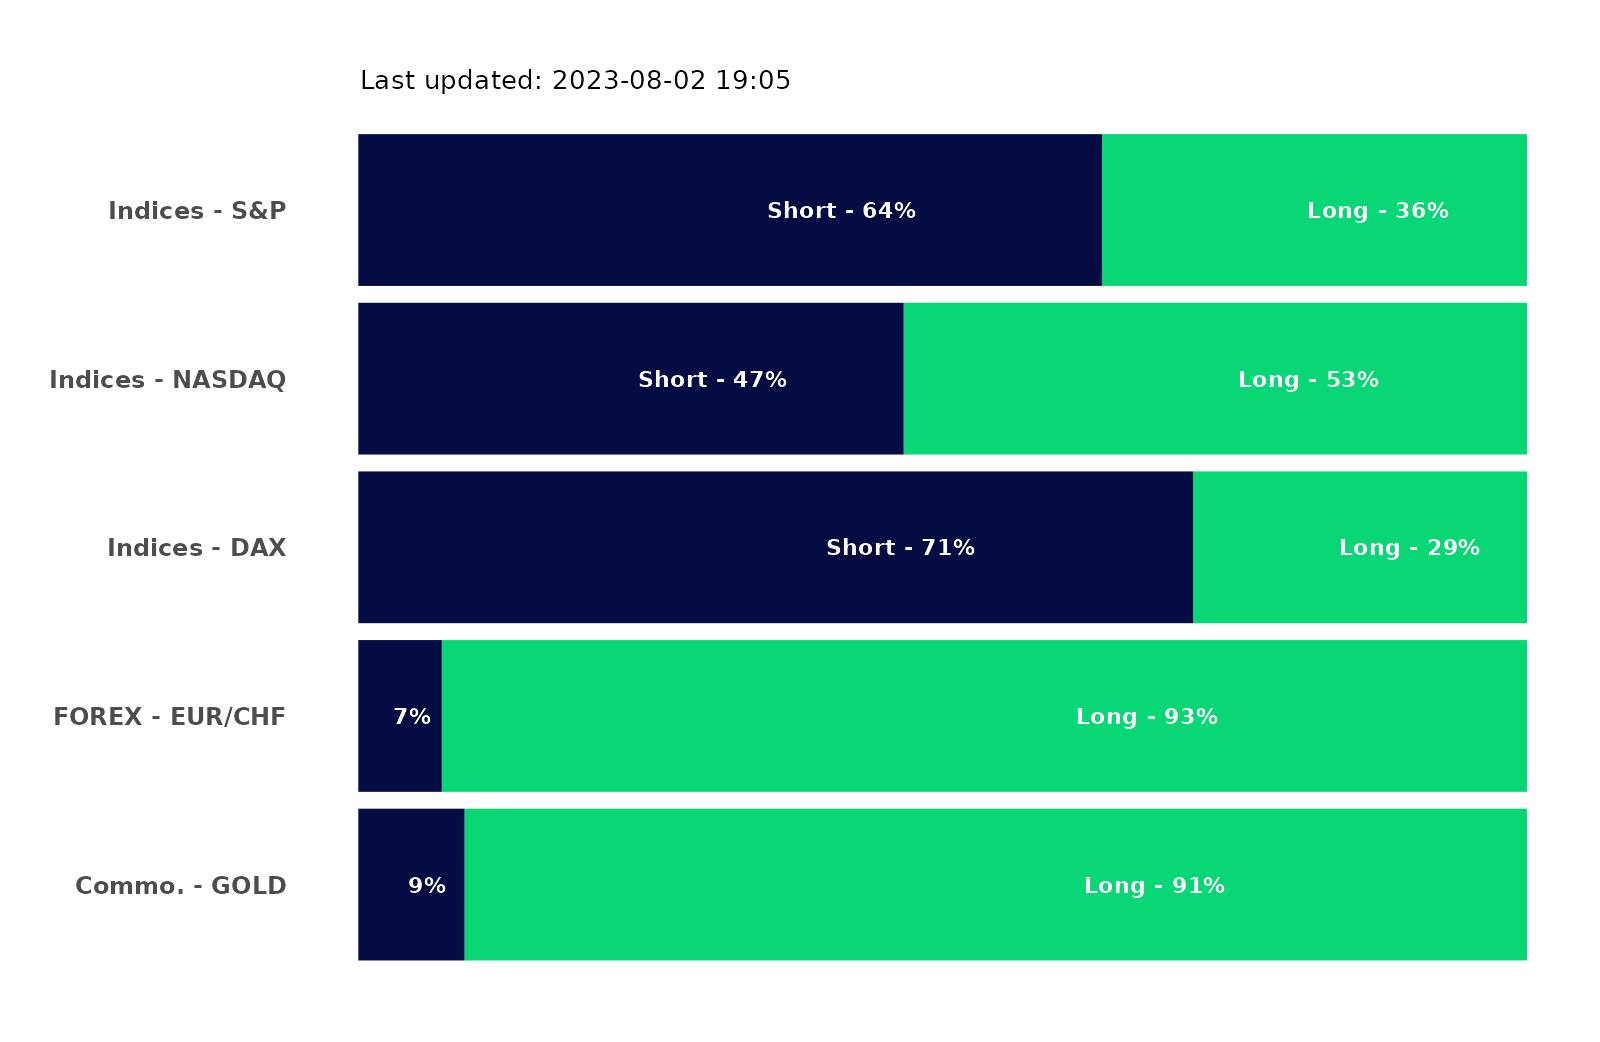 Last updated: 2023-08-02 19:05
Indices - S&P Short - 64% Long - 36%
Indices - NASDAQ Short - 47% Long - 53%
Indices - DAX Short - 71% Long - 29%
FOREX - EUR/CHF 7% Long - 93%
Commo. - GOLD 9% Long - 91%